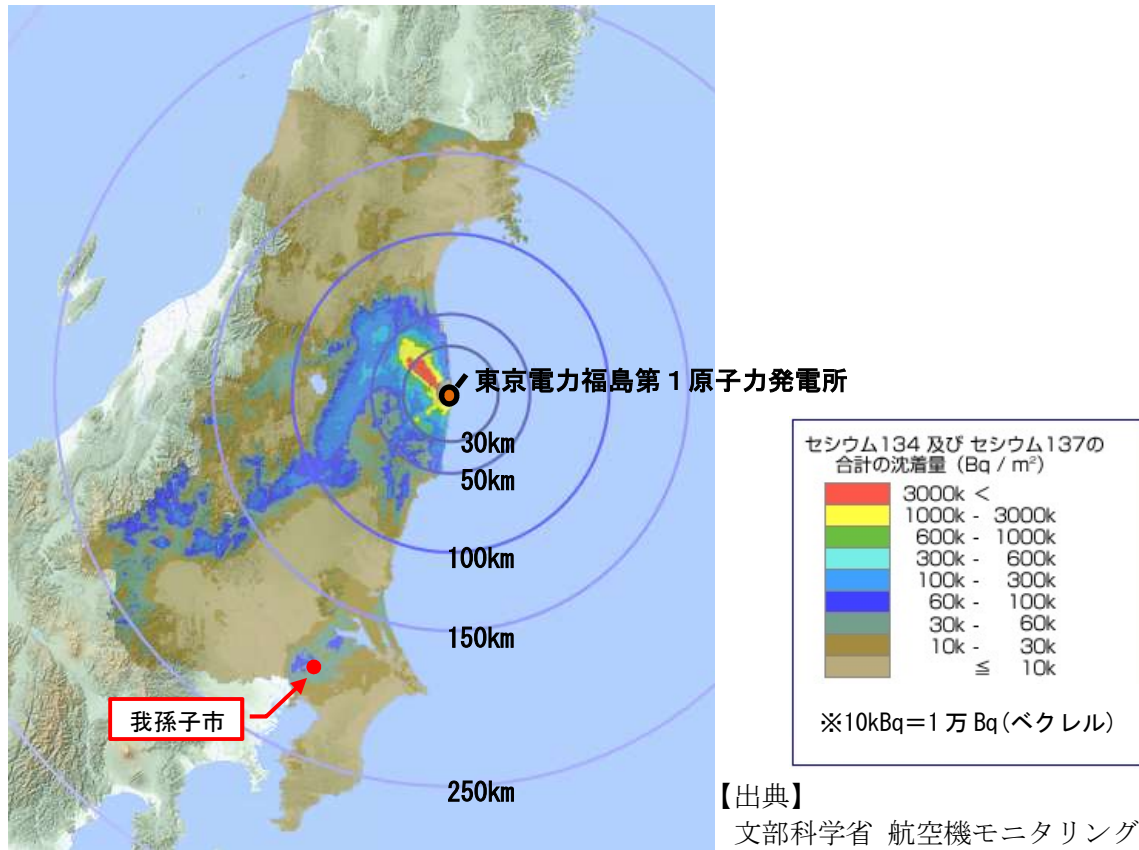 東京電力福島第１原子力発電所
30km
50km
100km
150km
我孫子市
250km
セシウム134 及び セシウム137の
合計の沈着量 (Bq / m²)
3000k <
1000k - 3000k
600k - 1000k
300k - 600k
100k - 300k
60k - 100k
30k - 60k
10k - 30k
≦ 10k
※10kBq＝1 万 Bq(ベクレル)
【出典】
文部科学省 航空機モニタリング